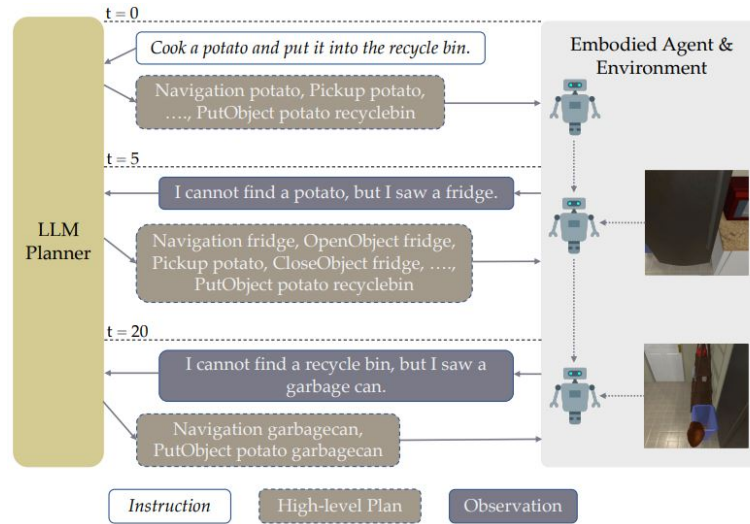 t = 0
Cook a potato and put it into the recycle bin.
Embodied Agent &
Environment
Navigation potato, Pickup potato,
…., PutObject potato recyclebin
t = 5
I cannot find a potato, but I saw a fridge.
LLM
Planner
Navigation fridge, OpenObject fridge,
Pickup potato, CloseObject fridge, ….,
PutObject potato recyclebin
t = 20
I cannot find a recycle bin, but I saw a
garbage can.
Navigation garbagecan,
PutObject potato garbagecan
Instruction
High-level Plan
Observation